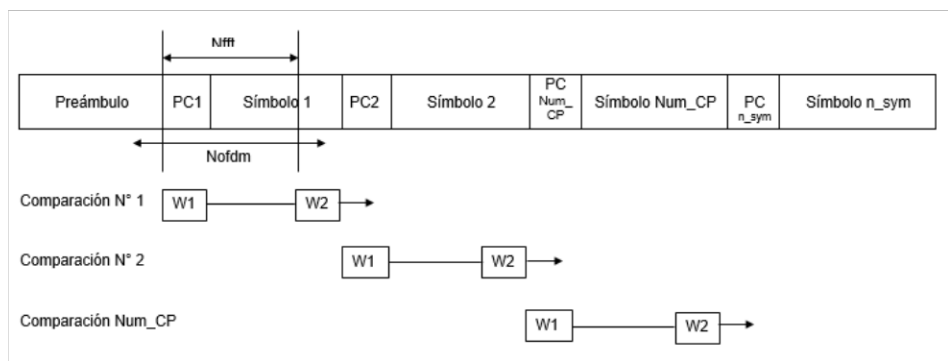 Nfft
Preámbulo PC1 Símbolo 1 PC2 Símbolo 2 PC Num_ CP Símbolo Num_CP PC n_sym Símbolo n_sym
Nofdm
Comparación N° 1 W1 W2
Comparación N° 2 W1 W2
Comparación Num_CP W1 W2